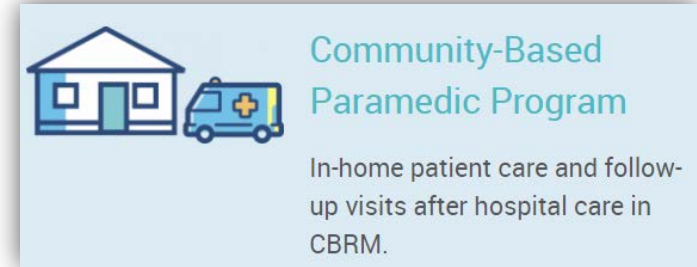 Community-Based
Paramedic Program
In-home patient care and follow-
up visits after hospital care in
CBRM.